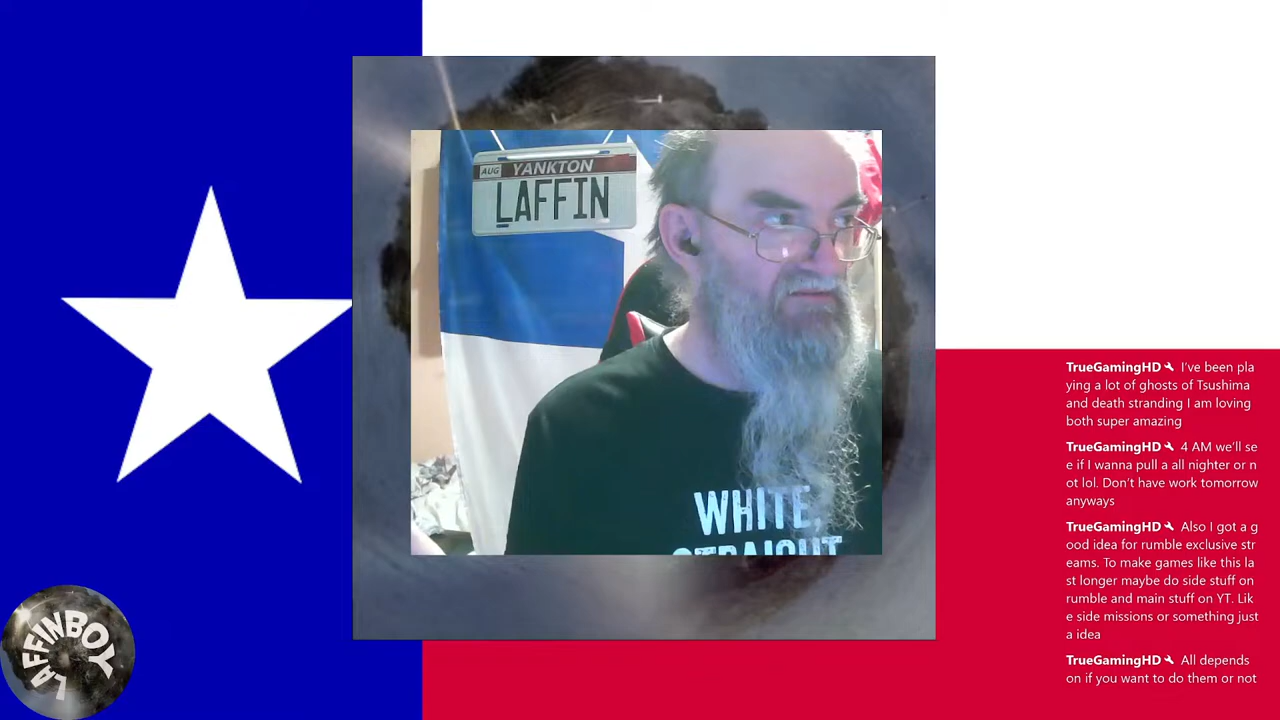 AUG YANKTON
LAFFIN
WHITE,
STRAIGHT
LAFFINBOY
TrueGamingHD I've been pla
ying a lot of ghosts of Tsushima
and death stranding I am loving
both super amazing
TrueGamingHD 4 AM we'll se
e if I wanna pull a all nighter or n
ot lol. Don't have work tomorrow
anyways
TrueGamingHD Also I got a g
ood idea for rumble exclusive str
eams. To make games like this la
st longer maybe do side stuff on
rumble and main stuff on YT. Lik
e side missions or something just
a idea
TrueGamingHD All depends
on if you want to do them or not